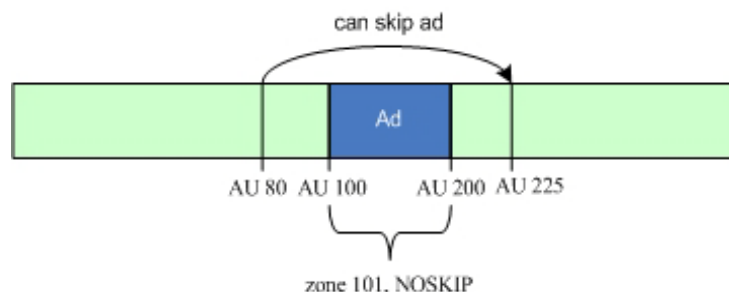 can skip ad
Ad
AU 80 AU 100 AU 200 AU 225
zone 101, NOSKIP